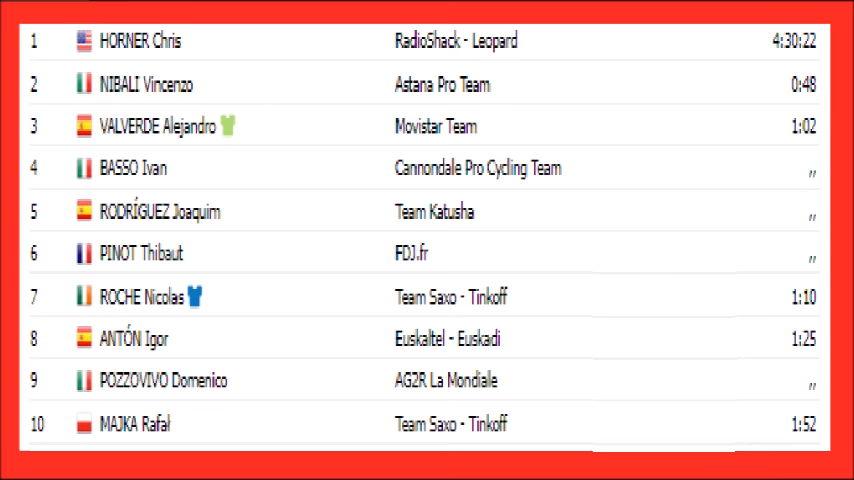 1 HORNER Chris RadioShack - Leopard 4:30:22
2 NIBALI Vincenzo Astana Pro Team 0:48
3 VALVERDE Alejandro Movistar Team 1:02
4 BASSO Ivan Cannondale Pro Cycling Team ,,
5 RODRÍGUEZ Joaquim Team Katusha ,,
6 PINOT Thibaut FDJ.fr ,,
7 ROCHE Nicolas Team Saxo - Tinkoff 1:10
8 ANTÓN Igor Euskaltel - Euskadi 1:25
9 POZZOVIVO Domenico AG2R La Mondiale ,,
10 MAJKA Rafał Team Saxo - Tinkoff 1:52